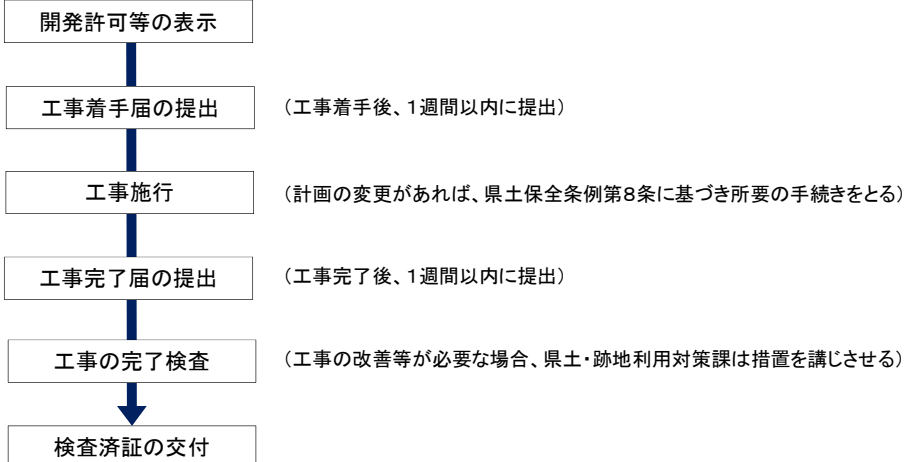 開発許可等の表示
工事着手届の提出
（工事着手後、１週間以内に提出）
工事施行
（計画の変更があれば、県土保全条例第８条に基づき所要の手続きをとる）
工事完了届の提出
（工事完了後、１週間以内に提出）
工事の完了検査
（工事の改善等が必要な場合、県土・跡地利用対策課は措置を講じさせる）
検査済証の交付